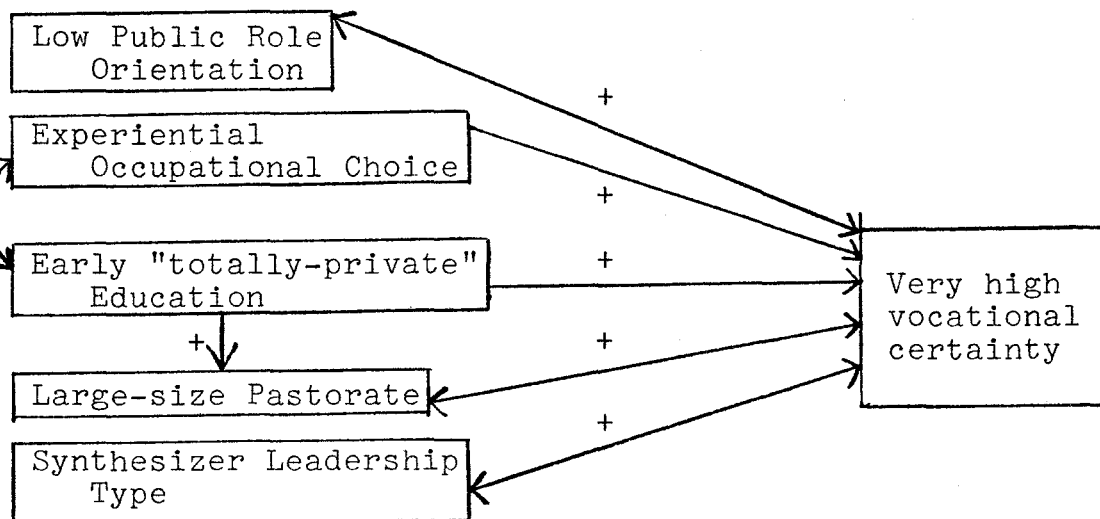 Low Public Role
Orientation
+
Experiential
Occupational Choice
+
Early "totally-private"
Education
+
+
Large-size Pastorate
+
Synthesizer Leadership
Type
+
Very high
vocational
certainty